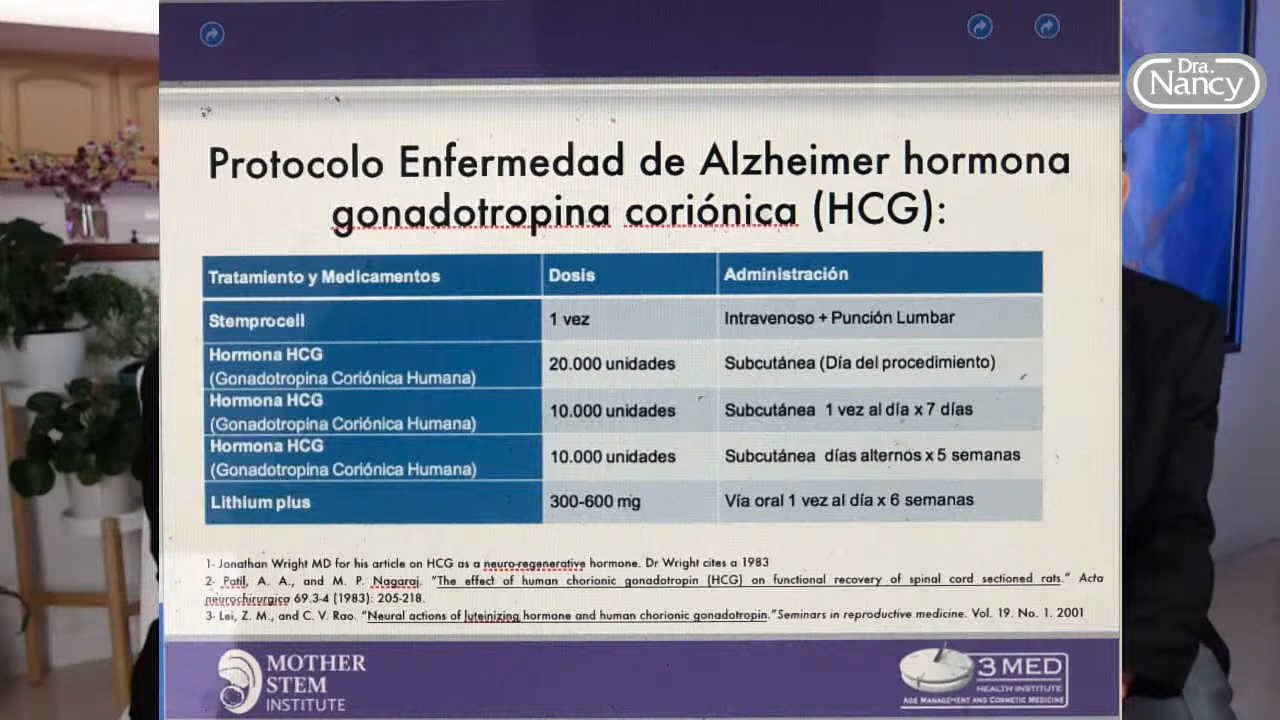 Dra.
Nancy
Protocolo Enfermedad de Alzheimer hormona
gonadotropina coriónica (HCG):
Tratamiento y Medicamentos Dosis Administración
Stemprocell 1 vez Intravenoso + Punción Lumbar
Hormona HCG
(Gonadotropina Coriónica Humana) 20.000 unidades Subcutánea (Día del procedimiento)
Hormona HCG
(Gonadotropina Coriónica Humana) 10.000 unidades Subcutánea 1 vez al día x 7 días
Hormona HCG
(Gonadotropina Coriónica Humana) 10.000 unidades Subcutánea días alternos x 5 semanas
Lithium plus 300-600 mg Vía oral 1 vez al día x 6 semanas
1- Jonathan Wright MD for his article on HCG as a neuro-regenerative hormone. Dr Wright cites a 1983
2- Patil, A. A., and M. P. Nagaraj. "The effect of human chorionic gonadotropin (HCG) on functional recovery of spinal cord sectioned rats." Acta
neurochirurgica 69.3-4 (1983): 205-218.
3- Lei, Z. M., and C. V. Rao. "Neural actions of luteinizing hormone and human chorionic gonadotropin."Seminars in reproductive medicine. Vol. 19. No. 1. 2001
MOTHER
STEM
INSTITUTE
3 MED
HEALTH INSTITUTE
AGE MANAGEMENT AND COSMETIC MEDICINE